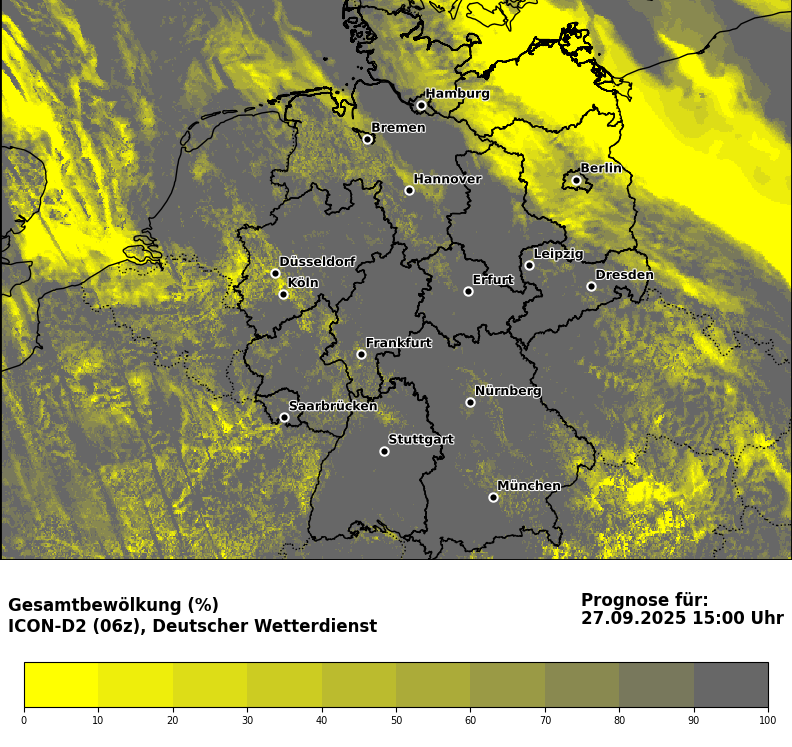 Hamburg
Bremen
Berlin
Hannover
Leipzig
Düsseldorf
Dresden
Köln
Erfurt
Frankfurt
Nürnberg
Saarbrücken
Stuttgart
München
Gesamtbewölkung (%)
ICON-D2 (06z), Deutscher Wetterdienst
Prognose für:
27.09.2025 15:00 Uhr
0 10 20 30 40 50 60 70 80 90 100